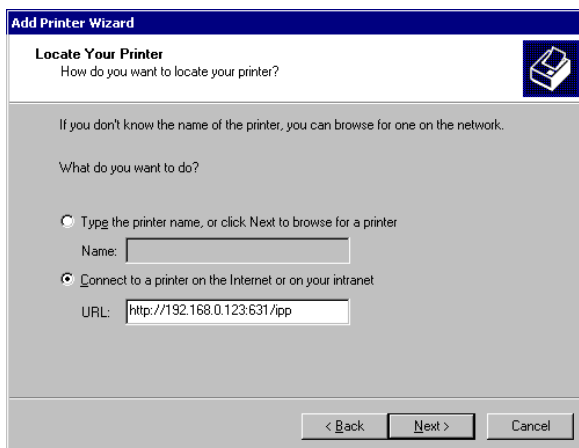 Add Printer Wizard
Locate Your Printer
How do you want to locate your printer?
If you don't know the name of the printer, you can browse for one on the network.
What do you want to do?
Type the printer name, or click Next to browse for a printer
Name:
Connect to a printer on the Internet or on your intranet
URL: http://192.168.0.123:631/ipp
< Back Next > Cancel